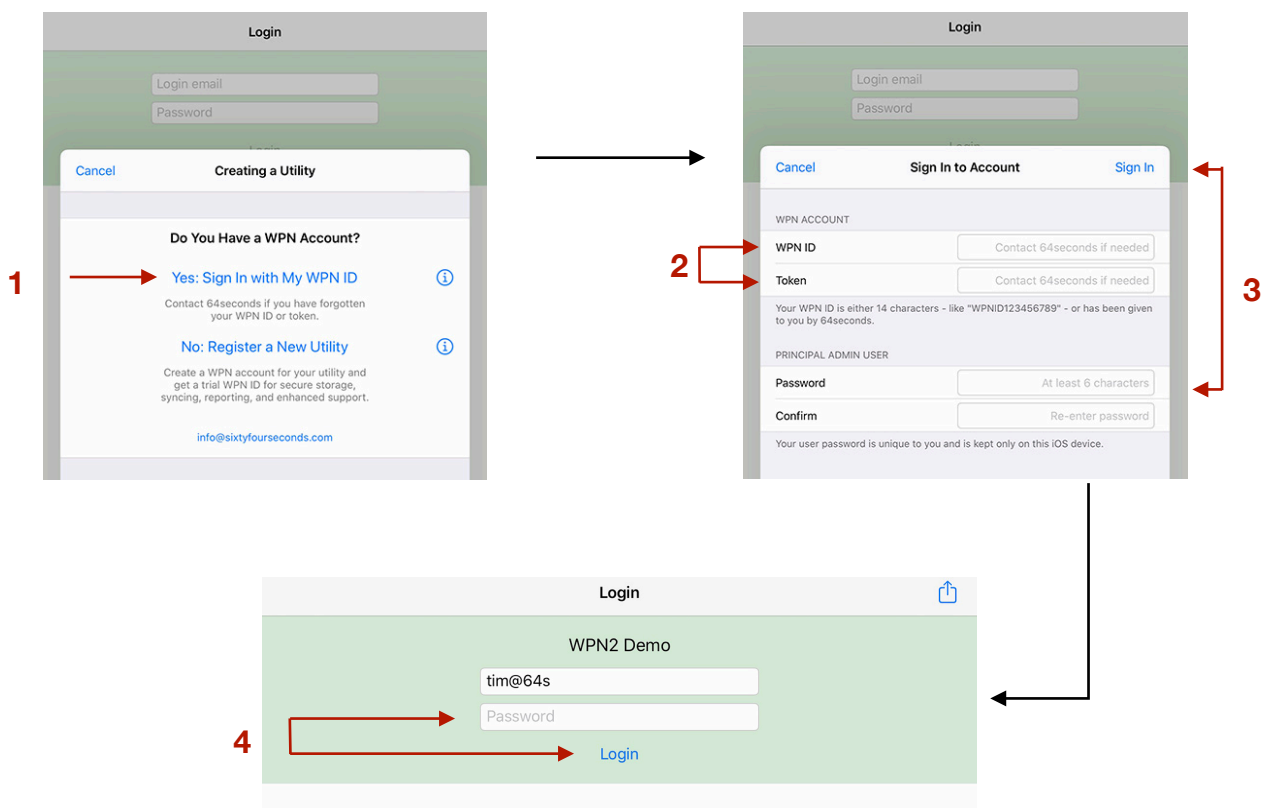 Login
Login email
Password
Login
Cancel
Creating a Utility
Do You Have a WPN Account?
1
Yes: Sign In with My WPN ID
Contact 64seconds if you have forgotten
your WPN ID or token.
No: Register a New Utility
Create a WPN account for your utility and
get a trial WPN ID for secure storage,
syncing, reporting, and enhanced support.
info@sixtyfourseconds.com
Login
Login email
Password
Login
Cancel
Sign In to Account
Sign In
WPN ACCOUNT
2
WPN ID
Contact 64seconds if needed
Token
Contact 64seconds if needed
3
Your WPN ID is either 14 characters - like "WPNID123456789" - or has been given
to you by 64seconds.
PRINCIPAL ADMIN USER
Password
At least 6 characters
Confirm
Re-enter password
Your user password is unique to you and is kept only on this iOS device.
Login
WPN2 Demo
tim@64s
Password
4
Login